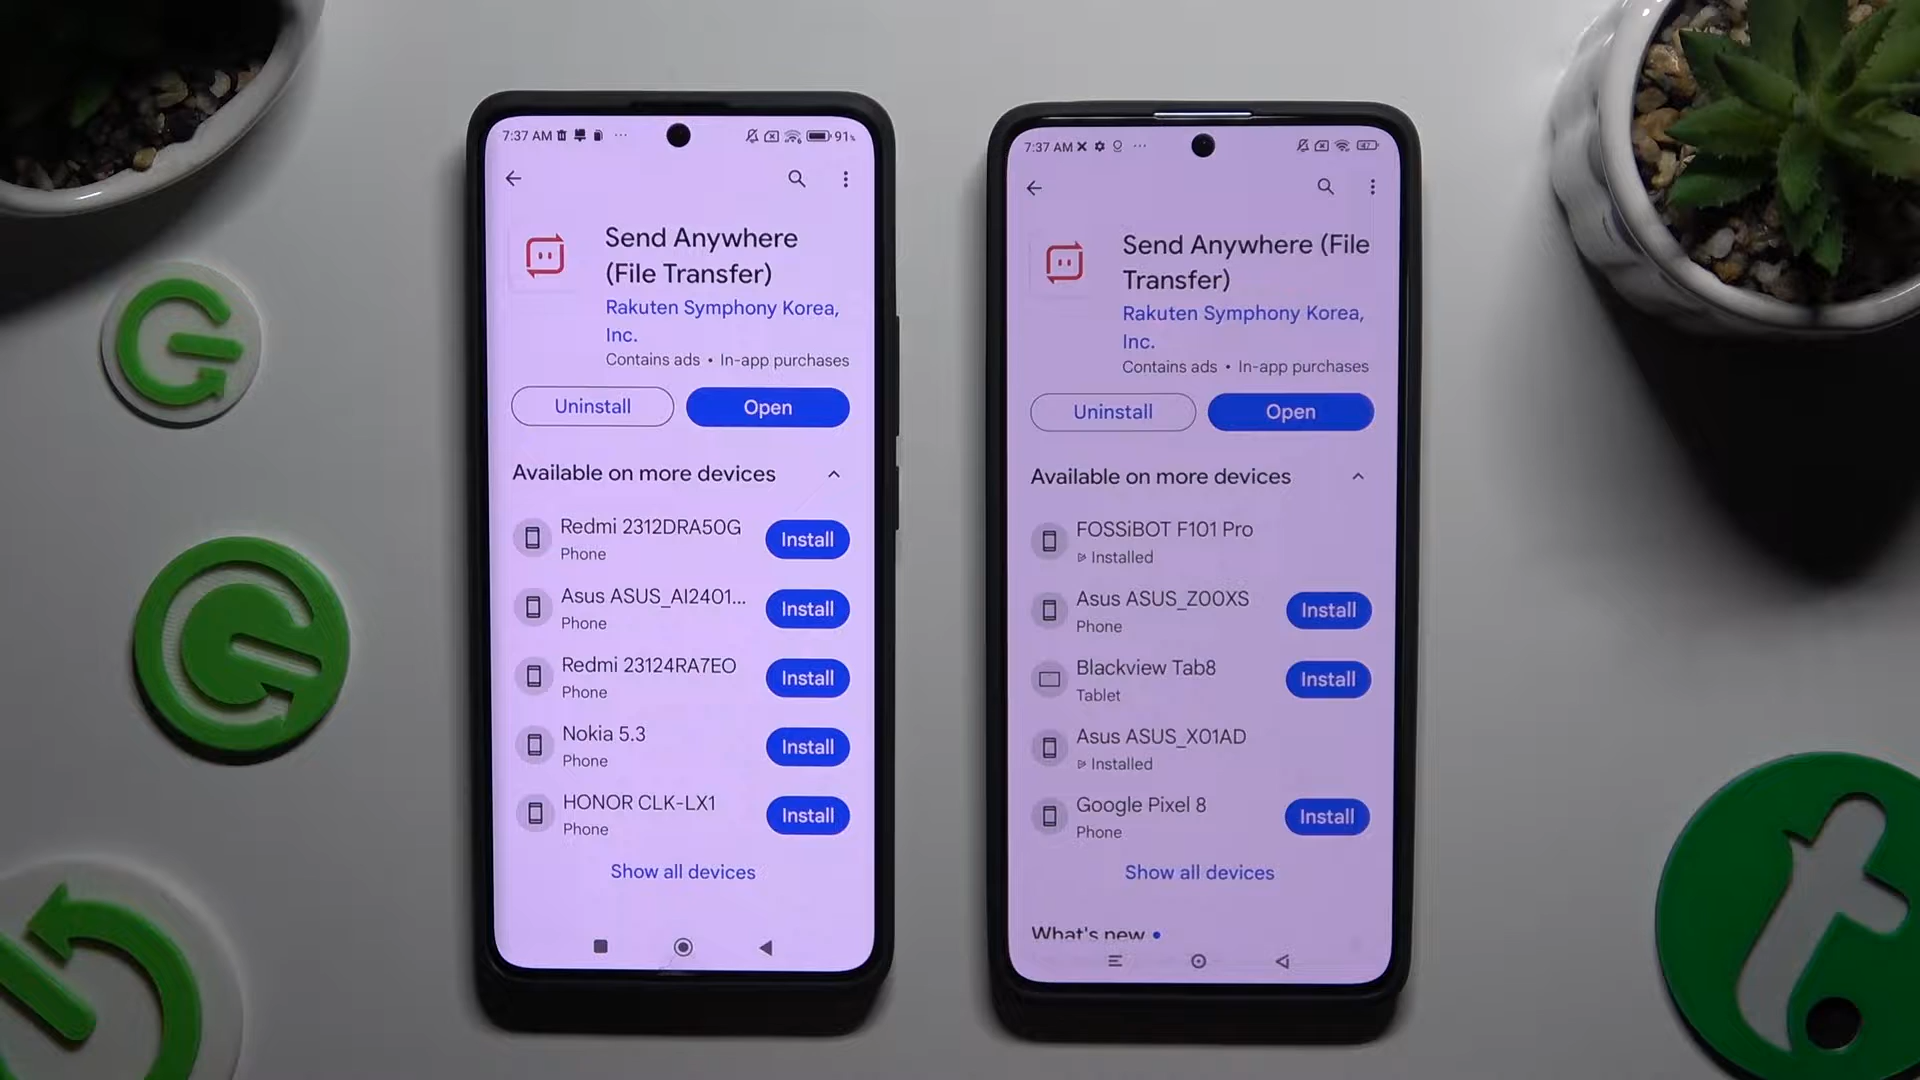 7:37 AM
91%
Send Anywhere
(File Transfer)
Rakuten Symphony Korea,
Inc.
Contains ads • In-app purchases
Uninstall
Open
Available on more devices
Redmi 2312DRA50G
Phone
Install
Asus ASUS_AI2401...
Phone
Install
Redmi 23124RA7EO
Phone
Install
Nokia 5.3
Phone
Install
HONOR CLK-LX1
Phone
Install
Show all devices
7:37 AM
47
Send Anywhere (File
Transfer)
Rakuten Symphony Korea,
Inc.
Contains ads • In-app purchases
Uninstall
Open
Available on more devices
FOSSiBOT F101 Pro
Installed
Asus ASUS_Z00XS
Phone
Install
Blackview Tab8
Tablet
Install
Asus ASUS_X01AD
Installed
Google Pixel 8
Phone
Install
Show all devices
What's new •